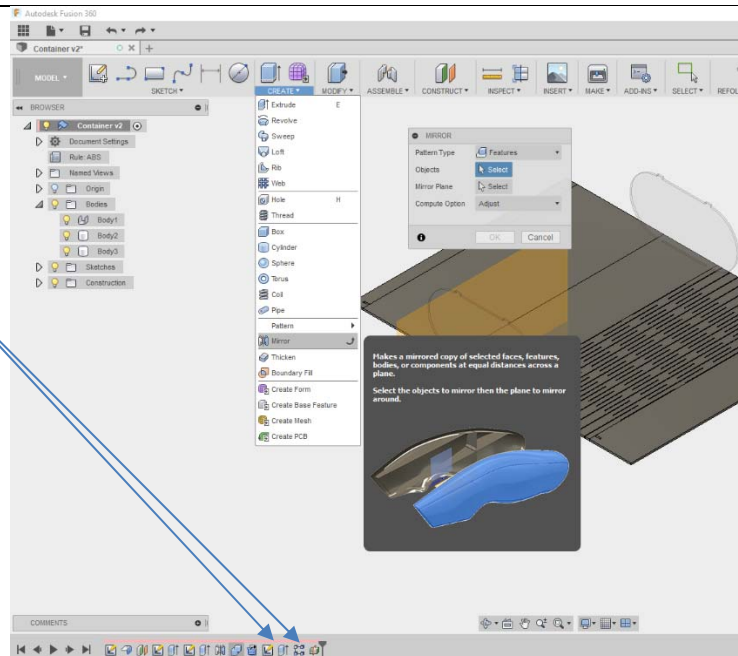 Autodesk Fusion 360
Container v2*
MODEL
SKETCH
CREATE
MODIFY
ASSEMBLE
CONSTRUCT
INSPECT
INSERT
MAKE
ADD-INS
SELECT
REFOL
BROWSER
Container v2
Document Settings
Rule: ABS
Named Views
Origin
Bodies
Body1
Body2
Body3
Sketches
Construction
Extrude E
Revolve
Sweep
Loft
Rib
Web
Hole H
Thread
Box
Cylinder
Sphere
Torus
Coil
Pipe
Pattern
Mirror
Thicken
Boundary Fill
Create Form
Create Base Feature
Create Mesh
Create PCB
MIRROR
Pattern Type Features
Objects Select
Mirror Plane Select
Compute Option Adjust
OK Cancel
Makes a mirrored copy of selected faces, features,
bodies, or components at equal distances across a
plane.
Select the objects to mirror then the plane to mirror
around.
COMMENTS